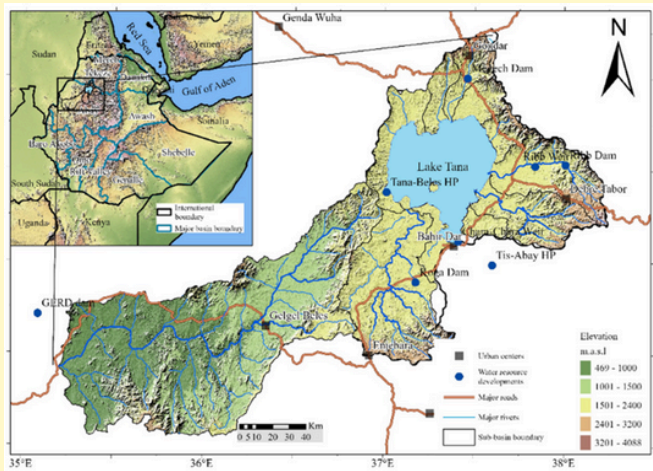 Sudan
Red Sea
Yemen
Gulf of Aden
Awash
Somalia
Shebelle
South Sudan
Uganda
Kenya
International
boundary
Major basin boundary
Genda Wuha
N
Gondar
Megech Dam
Lake Tana
Ribb Weir
Ribb Dam
Tana-Beles HP
Debre Tabor
Chara-Chara Weir
Bahir Dar
Tis-Abay HP
Koga Dam
GERD dam
Gelgel Beles
Enjebara
Urban centers
Water resource
developments
Major roads
Major rivers
Sub-basin boundary
Elevation
m.a.s.l
469 - 1000
1001 - 1500
1501 - 2400
2401 - 3200
3201 - 4088
Km
0 5 10 20 30 40
35°E
36°E
37°E
38°E